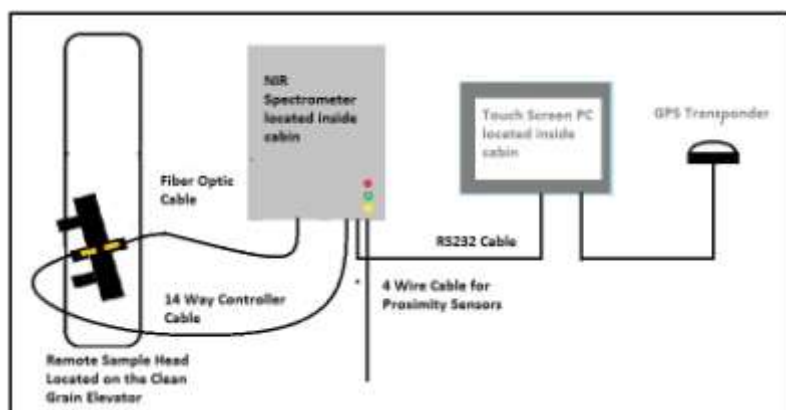 NIR
Spectrometer
located inside
cabin
Touch Screen PC
located inside
cabin
GPS Transponder
Fiber Optic
Cable
RS232 Cable
14 Way Controller
Cable
4 Wire Cable for
Proximity Sensors
Remote Sample Head
Located on the Clean
Grain Elevator